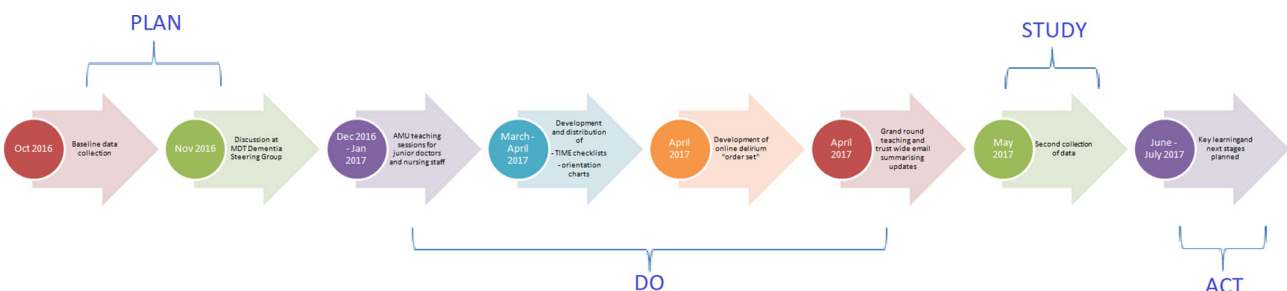 PLAN
STUDY
Oct 2016
Baseline data
collection
Nov 2016
Discussion at
MDT Dementia
Steering Group
Dec 2016
- Jan
2017
AMU teaching
sessions for
junior doctors
and nursing staff
March -
April
2017
Development
and distribution
of
- TIME checklists
- orientation
charts
April
2017
Development of
online delirium
"order set"
April
2017
Grand round
teaching and
trust wide email
summarising
updates
May
2017
Second collection
of data
June -
July 2017
Key learningand
next stages
planned
DO
ACT